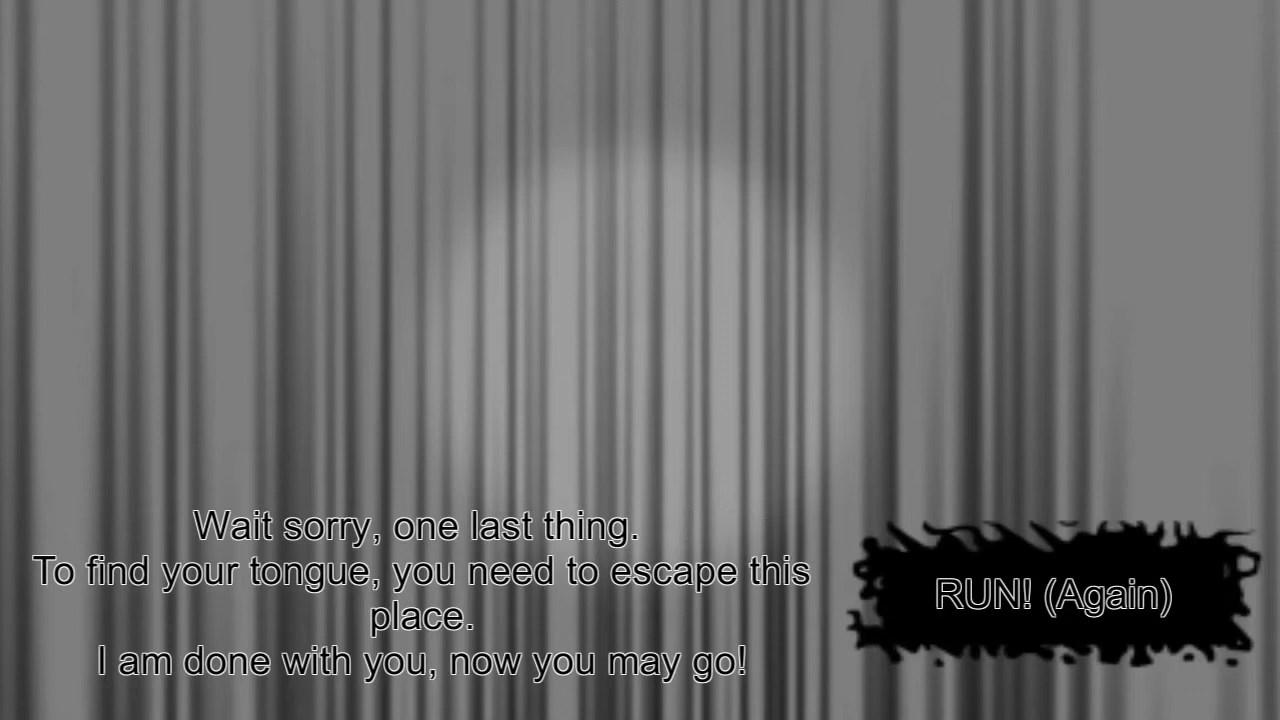 Wait sorry, one last thing.
To find your tongue, you need to escape this
place.
I am done with you, now you may go!
RUN! (Again)